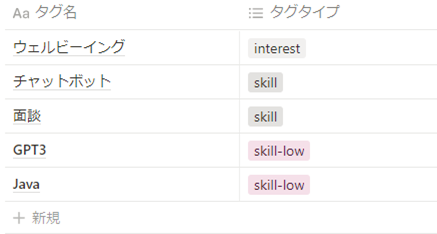 Aa タグ名 タグタイプ
ウェルビーイング interest
チャットボット skill
面談 skill
GPT3 skill-low
Java skill-low
+ 新規